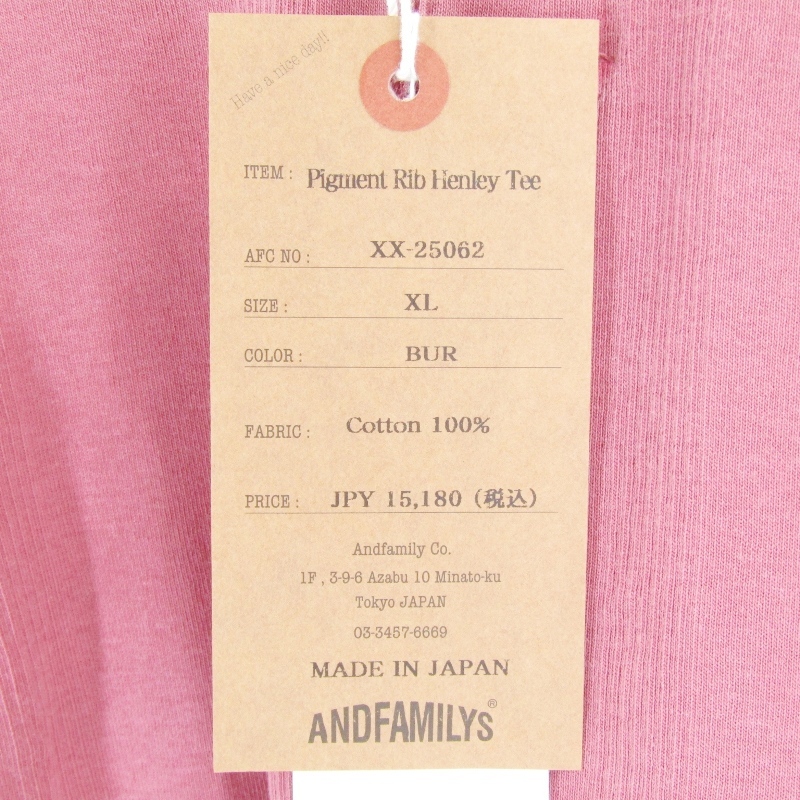 Have a nice day!!
ITEM : Pigment Rib Henley Tee
AFC NO : XX-25062
SIZE : XL
COLOR : BUR
FABRIC : Cotton 100%
PRICE : JPY 15,180 (税込)
Andfamily Co.
1F , 3-9-6 Azabu 10 Minato-ku
Tokyo JAPAN
03-3457-6669
MADE IN JAPAN
ANDFAMILYS®